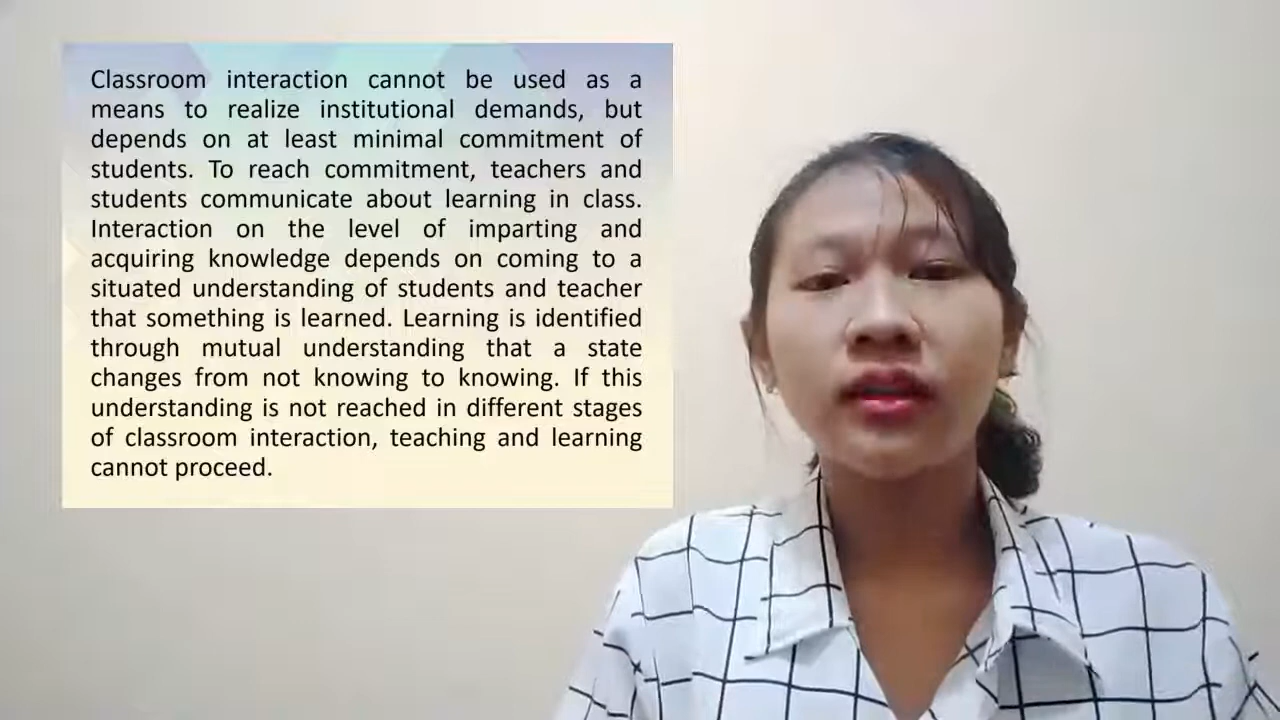 Classroom interaction cannot be used as a
means to realize institutional demands, but
depends on at least minimal commitment of
students. To reach commitment, teachers and
students communicate about learning in class.
Interaction on the level of imparting and
acquiring knowledge depends on coming to a
situated understanding of students and teacher
that something is learned. Learning is identified
through mutual understanding that a state
changes from not knowing to knowing. If this
understanding is not reached in different stages
of classroom interaction, teaching and learning
cannot proceed.